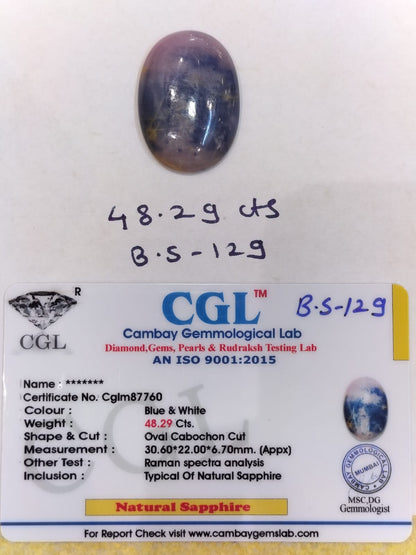 48.29 cts
B.S-129
R
CGL
CGL™
B.S-129
Cambay Gemmological Lab
Diamond,Gems, Pearls & Rudraksh Testing Lab
AN ISO 9001:2015
Name : *******
Certificate No. Cglm87760
Colour : Blue & White
Weight : 48.29 Cts.
Shape & Cut : Oval Cabochon Cut
Measurement : 30.60*22.00*6.70mm. (Appx)
Other Test : Raman spectra analysis
Inclusion : Typical Of Natural Sapphire
CAMBAY GEMMOLOGICAL LAB
MUMBAI
MSC,DG
Gemmologist
Natural Sapphire
For Report Check visit www.cambaygemslab.com